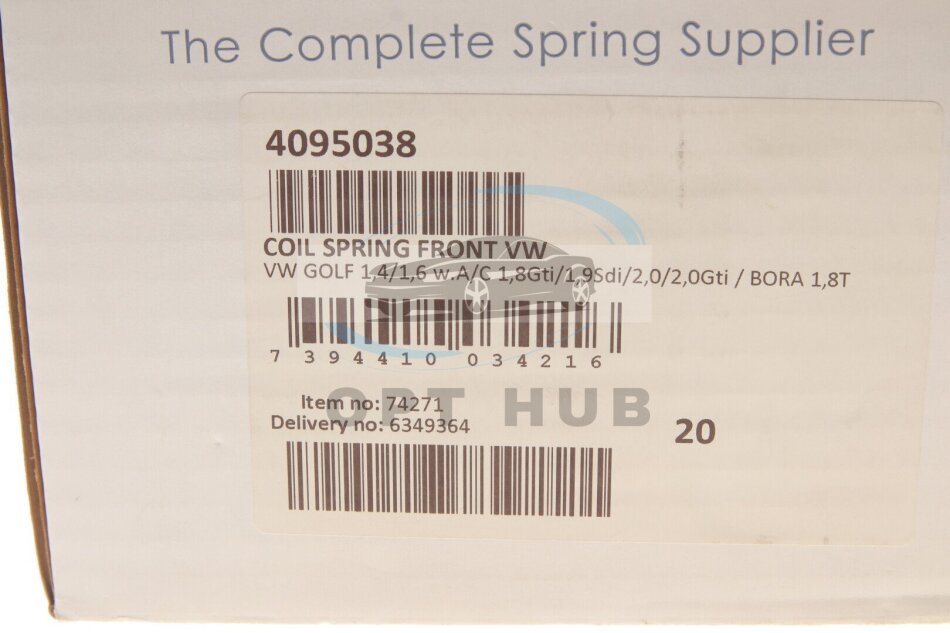 The Complete Spring Supplier
4095038
COIL SPRING FRONT VW
VW GOLF 1,4/1,6 w.A/C 1,8Gti/1,9Sdi/2,0/2,0Gti / BORA 1,8T
7 394410 034216
OPT HUB
Item no: 74271
Delivery no: 6349364
20